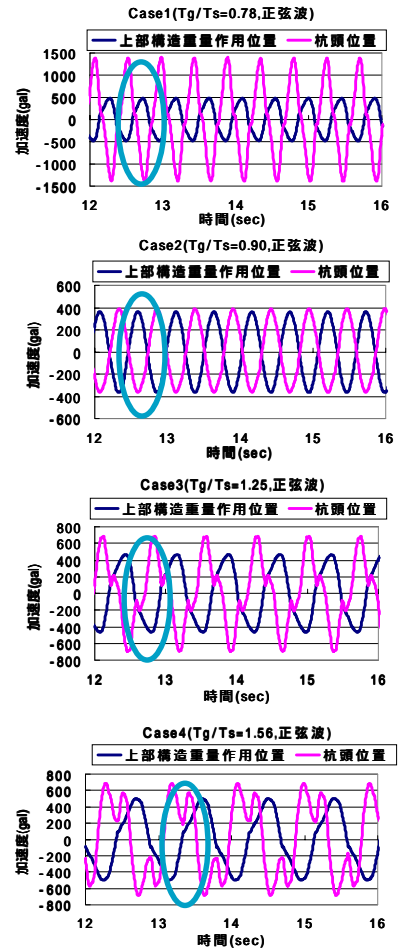 Case1(Tg/Ts=0.78,正弦波)
上部構造重量作用位置 杭頭位置
1500
1000
500
0
-500
-1000
-1500
加速度(gal)
12 13 14 15 16
時間(sec)
Case2(Tg/Ts=0.90,正弦波)
上部構造重量作用位置 杭頭位置
600
400
200
0
-200
-400
-600
加速度(gal)
12 13 14 15 16
時間(sec)
Case3(Tg/Ts=1.25,正弦波)
上部構造重量作用位置 杭頭位置
800
600
400
200
0
-200
-400
-600
-800
加速度(gal)
12 13 14 15 16
時間(sec)
Case4(Tg/Ts=1.56,正弦波)
上部構造重量作用位置 杭頭位置
800
600
400
200
0
-200
-400
-600
-800
加速度(gal)
12 13 14 15 16
時間(sec)